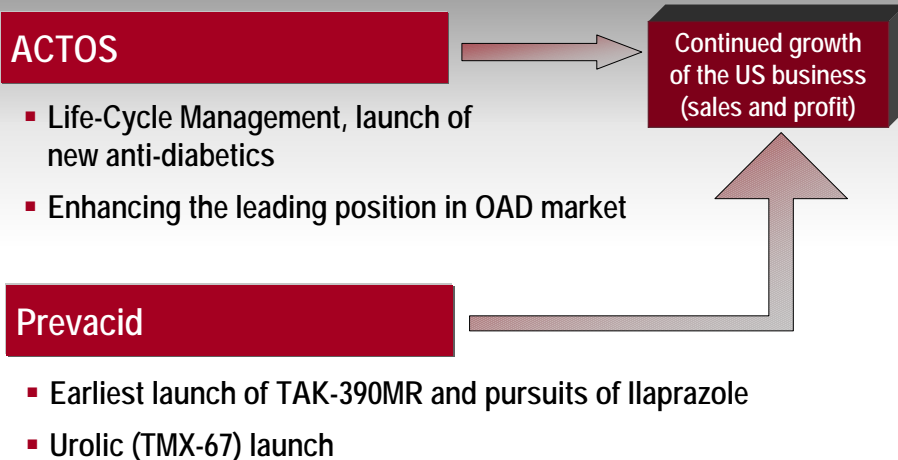 ACTOS
Continued growth
of the US business
(sales and profit)
▪ Life-Cycle Management, launch of
new anti-diabetics
▪ Enhancing the leading position in OAD market
Prevacid
▪ Earliest launch of TAK-390MR and pursuits of Ilaprazole
▪ Urolic (TMX-67) launch